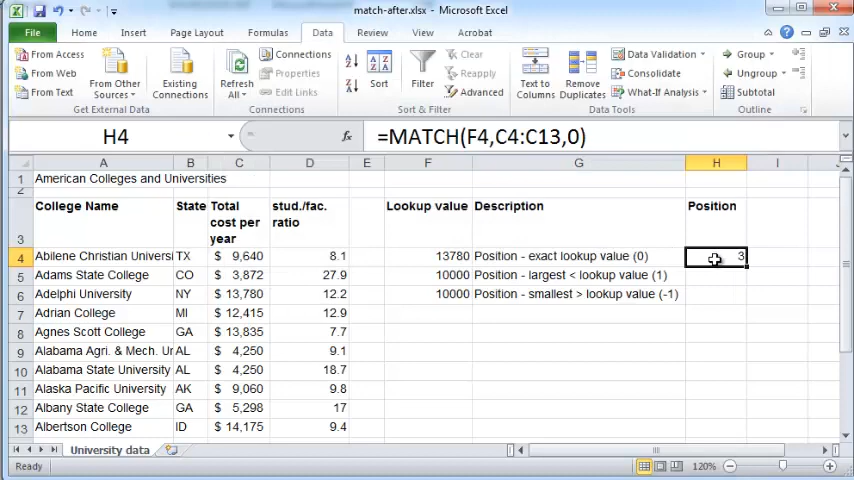 match-after.xlsx - Microsoft Excel
File Home Insert Page Layout Formulas Data Review View Acrobat
From Access
From Web
From Text
From Other Sources
Existing Connections
Get External Data
Refresh All
Connections
Properties
Edit Links
Connections
Sort
Filter
Clear
Reapply
Advanced
Sort & Filter
Text to Columns
Remove Duplicates
Data Validation
Consolidate
What-If Analysis
Data Tools
Group
Ungroup
Subtotal
Outline
H4 fx =MATCH(F4,C4:C13,0)
A B C D E F G H I
1 American Colleges and Universities
2
3 College Name State Total cost per year stud./fac. ratio Lookup value Description Position
4 Abilene Christian Universi TX $ 9,640 8.1 13780 Position - exact lookup value (0) 3
5 Adams State College CO $ 3,872 27.9 10000 Position - largest < lookup value (1)
6 Adelphi University NY $ 13,780 12.2 10000 Position - smallest > lookup value (-1)
7 Adrian College MI $ 12,415 12.9
8 Agnes Scott College GA $ 13,835 7.7
9 Alabama Agri. & Mech. Ur AL $ 4,250 9.1
10 Alabama State University AL $ 4,250 18.7
11 Alaska Pacific University AK $ 9,060 9.8
12 Albany State College GA $ 5,298 17
13 Albertson College ID $ 14,175 9.4
University data
Ready 120%